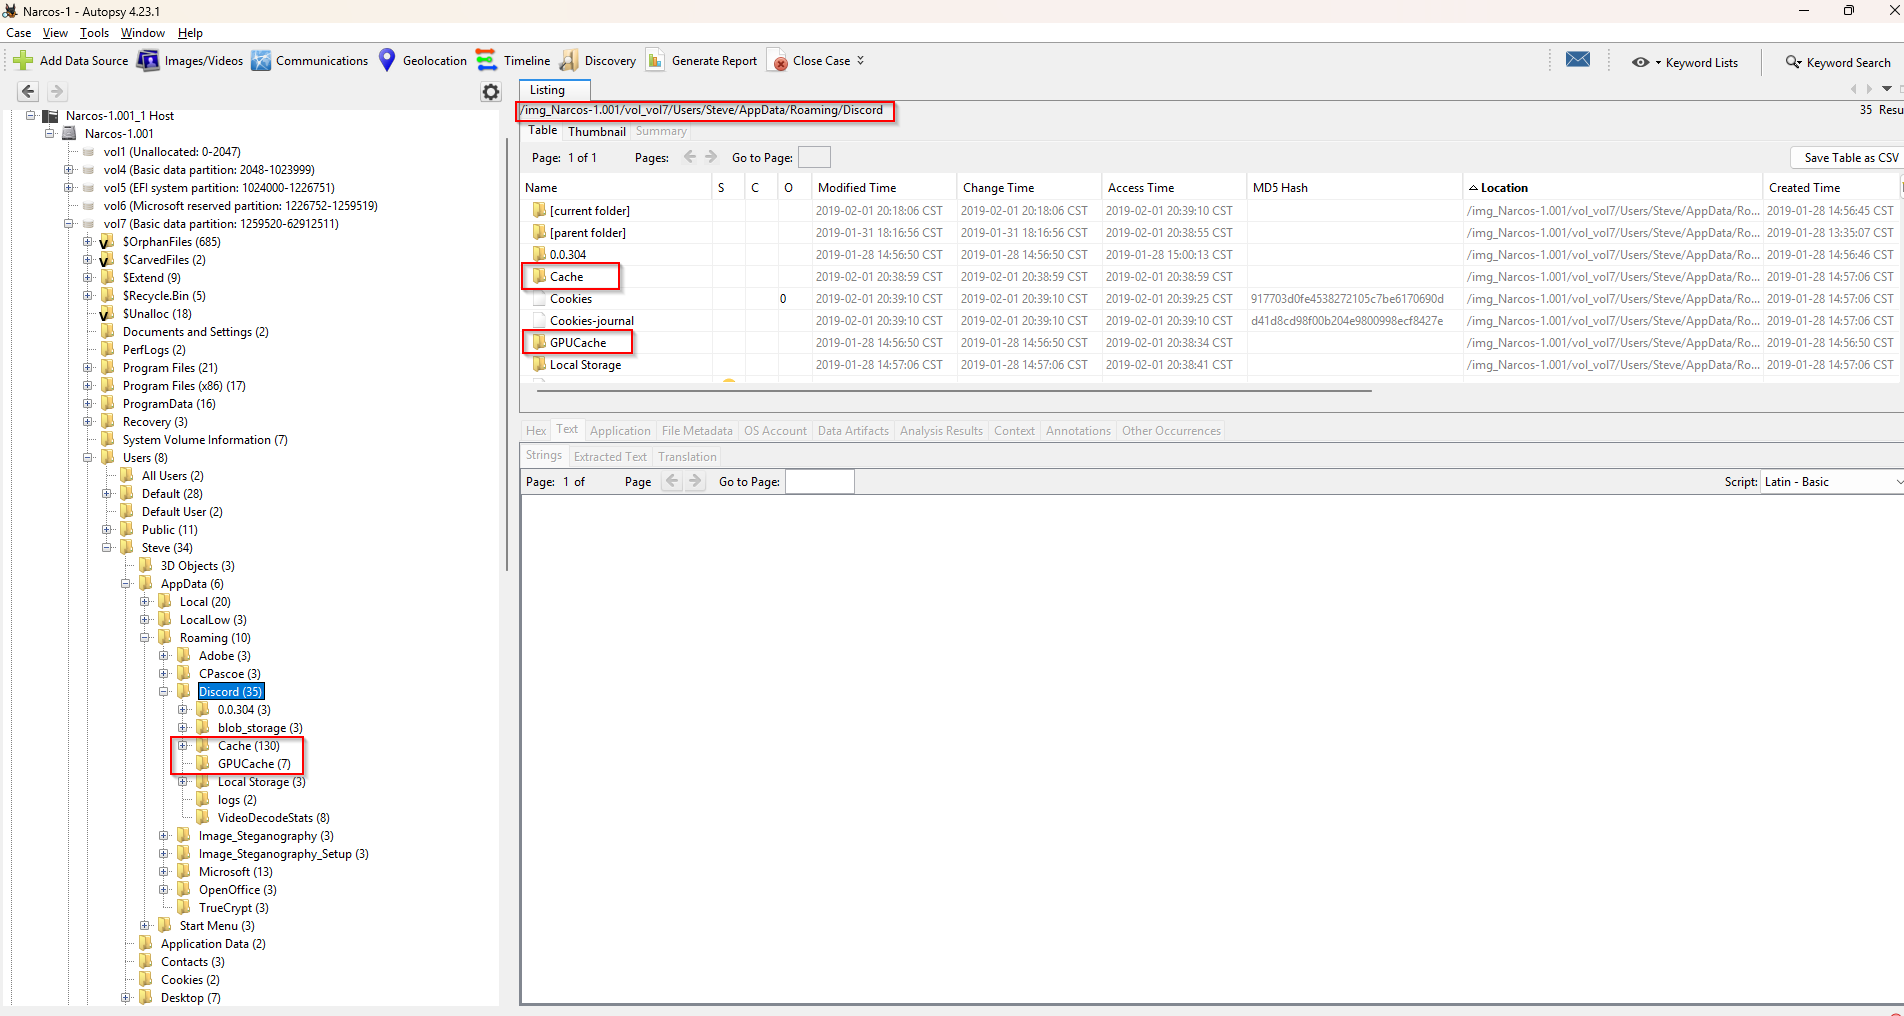 Narcos-1 - Autopsy 4.23.1
Case View Tools Window Help
Add Data Source Images/Videos Communications Geolocation Timeline Discovery Generate Report Close Case Keyword Lists Keyword Search
Narcos-1.001_1 Host
Narcos-1.001
vol1 (Unallocated: 0-2047)
vol4 (Basic data partition: 2048-1023999)
vol5 (EFI system partition: 1024000-1226751)
vol6 (Microsoft reserved partition: 1226752-1259519)
vol7 (Basic data partition: 1259520-62912511)
$OrphanFiles (685)
$CarvedFiles (2)
$Extend (9)
$Recycle.Bin (5)
$Unalloc (18)
Documents and Settings (2)
PerfLogs (2)
Program Files (21)
Program Files (x86) (17)
ProgramData (16)
Recovery (3)
System Volume Information (7)
Users (8)
All Users (2)
Default (28)
Default User (2)
Public (11)
Steve (34)
3D Objects (3)
AppData (6)
Local (20)
LocalLow (3)
Roaming (10)
Adobe (3)
CPascoe (3)
Discord (35)
0.0.304 (3)
blob_storage (3)
Cache (130)
GPUCache (7)
Local Storage (3)
logs (2)
VideoDecodeStats (8)
Image_Steganography (3)
Image_Steganography_Setup (3)
Microsoft (13)
OpenOffice (3)
TrueCrypt (3)
Start Menu (3)
Application Data (2)
Contacts (3)
Cookies (2)
Desktop (7)
Listing
/img_Narcos-1.001/vol_vol7/Users/Steve/AppData/Roaming/Discord
35 Resu
Table Thumbnail Summary
Page: 1 of 1 Pages: Go to Page: Save Table as CSV
Name S C O Modified Time Change Time Access Time MD5 Hash Location Created Time
[current folder] 2019-02-01 20:18:06 CST 2019-02-01 20:18:06 CST 2019-02-01 20:39:10 CST /img_Narcos-1.001/vol_vol7/Users/Steve/AppData/Ro... 2019-01-28 14:56:45 CST
[parent folder] 2019-01-31 18:16:56 CST 2019-01-31 18:16:56 CST 2019-02-01 20:38:55 CST /img_Narcos-1.001/vol_vol7/Users/Steve/AppData/Ro... 2019-01-28 13:35:07 CST
0.0.304 2019-01-28 14:56:50 CST 2019-01-28 14:56:50 CST 2019-01-28 15:00:13 CST /img_Narcos-1.001/vol_vol7/Users/Steve/AppData/Ro... 2019-01-28 14:56:46 CST
Cache 2019-02-01 20:38:59 CST 2019-02-01 20:38:59 CST 2019-02-01 20:38:59 CST /img_Narcos-1.001/vol_vol7/Users/Steve/AppData/Ro... 2019-01-28 14:57:06 CST
Cookies 0 2019-02-01 20:39:10 CST 2019-02-01 20:39:10 CST 2019-02-01 20:39:25 CST 917703d0fe4538272105c7be6170690d /img_Narcos-1.001/vol_vol7/Users/Steve/AppData/Ro... 2019-01-28 14:57:06 CST
Cookies-journal 2019-02-01 20:39:10 CST 2019-02-01 20:39:10 CST 2019-02-01 20:39:10 CST d41d8cd98f00b204e9800998ecf8427e /img_Narcos-1.001/vol_vol7/Users/Steve/AppData/Ro... 2019-01-28 14:57:06 CST
GPUCache 2019-01-28 14:56:50 CST 2019-01-28 14:56:50 CST 2019-02-01 20:38:34 CST /img_Narcos-1.001/vol_vol7/Users/Steve/AppData/Ro... 2019-01-28 14:56:50 CST
Local Storage 2019-01-28 14:57:06 CST 2019-01-28 14:57:06 CST 2019-02-01 20:38:41 CST /img_Narcos-1.001/vol_vol7/Users/Steve/AppData/Ro... 2019-01-28 14:57:06 CST
Hex Text Application File Metadata OS Account Data Artifacts Analysis Results Context Annotations Other Occurrences
Strings Extracted Text Translation
Page: 1 of Page Go to Page: Script: Latin - Basic